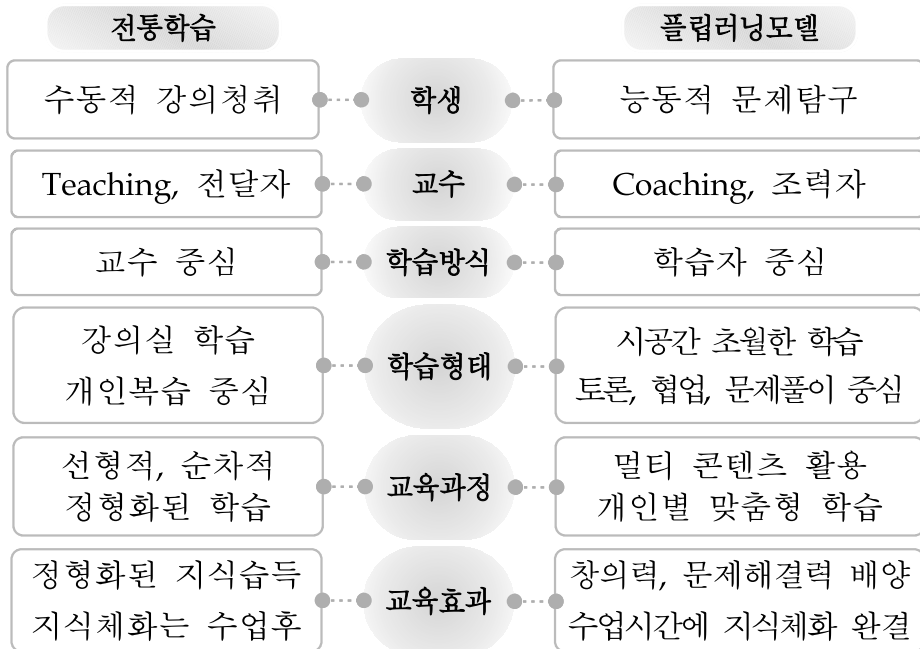 전통학습
플립러닝모델
수동적 강의청취
학생
능동적 문제탐구
Teaching, 전달자
교수
Coaching, 조력자
교수 중심
학습방식
학습자 중심
강의실 학습
개인복습 중심
학습형태
시공간 초월한 학습
토론, 협업, 문제풀이 중심
선형적, 순차적
정형화된 학습
교육과정
멀티 콘텐츠 활용
개인별 맞춤형 학습
정형화된 지식습득
지식체화는 수업후
교육효과
창의력, 문제해결력 배양
수업시간에 지식체화 완결